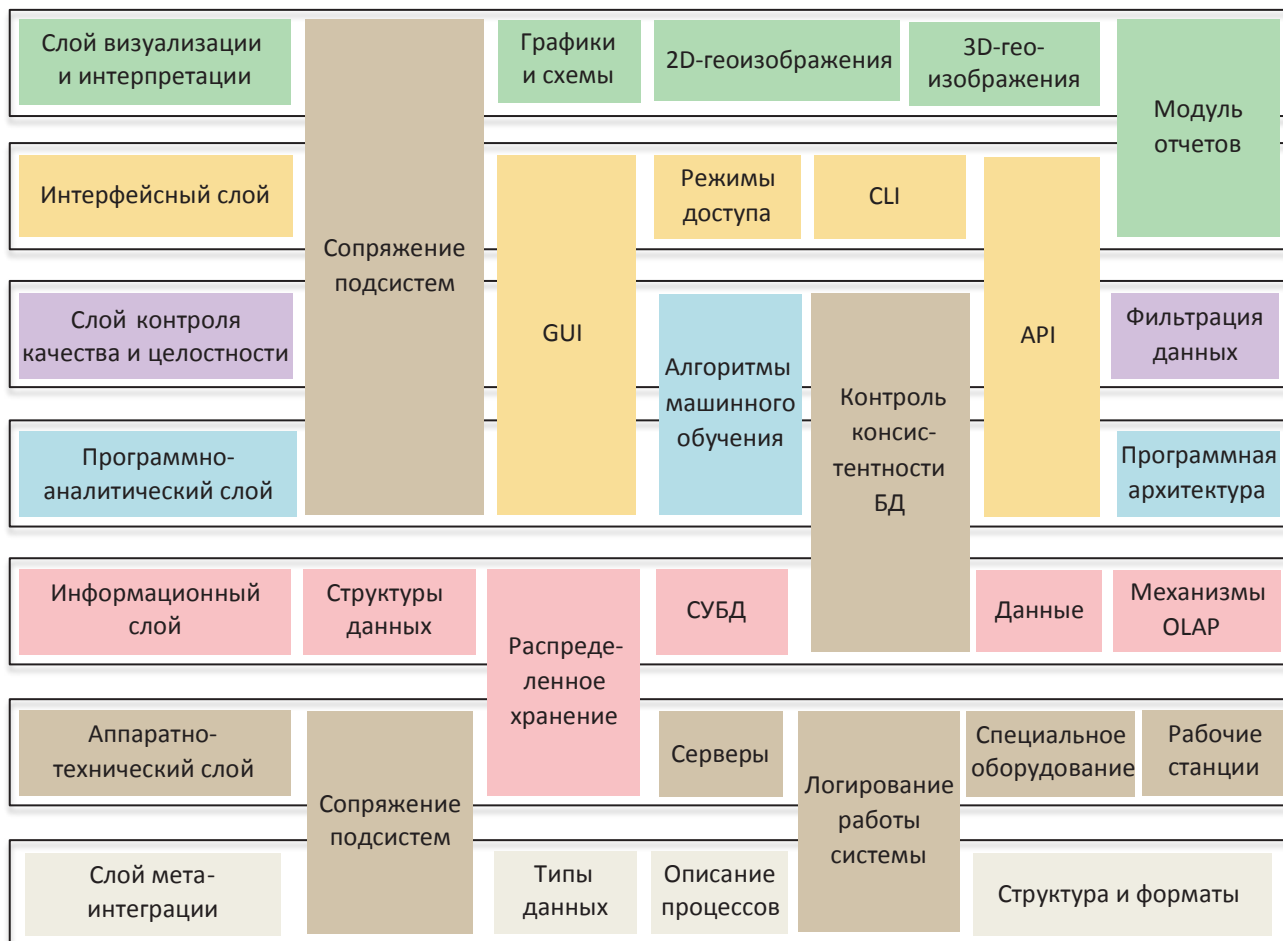 Слой визуализации
и интерпретации
Графики
и схемы
2D-геоизображения
3D-гео-
изображения
Модуль
отчетов
Интерфейсный слой
Сопряжение
подсистем
GUI
Режимы
доступа
CLI
API
Слой контроля
качества и целостности
Алгоритмы
машинного
обучения
Контроль
консис-
тентности
БД
Фильтрация
данных
Программно-
аналитический слой
Программная
архитектура
Информационный
слой
Структуры
данных
Распреде-
ленное
хранение
СУБД
Данные
Механизмы
OLAP
Аппаратно-
технический слой
Сопряжение
подсистем
Серверы
Логирование
работы
системы
Специальное
оборудование
Рабочие
станции
Слой мета-
интеграции
Типы
данных
Описание
процессов
Структура и форматы